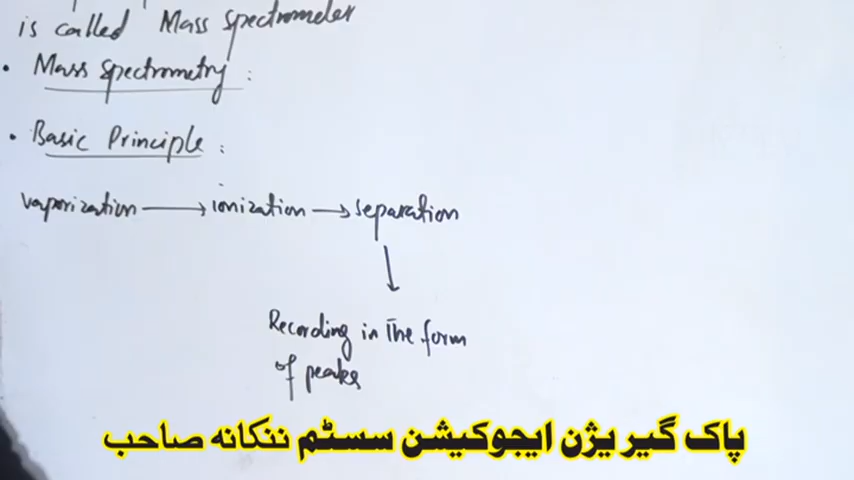 is called Mass spectrometer
• Mass spectrometry :
• Basic Principle :
vaporization → ionization → separation
↓
Recording in The form
of peaks
پاک گیریژن ایجوکیشن سسٹم ننکانہ صاحب